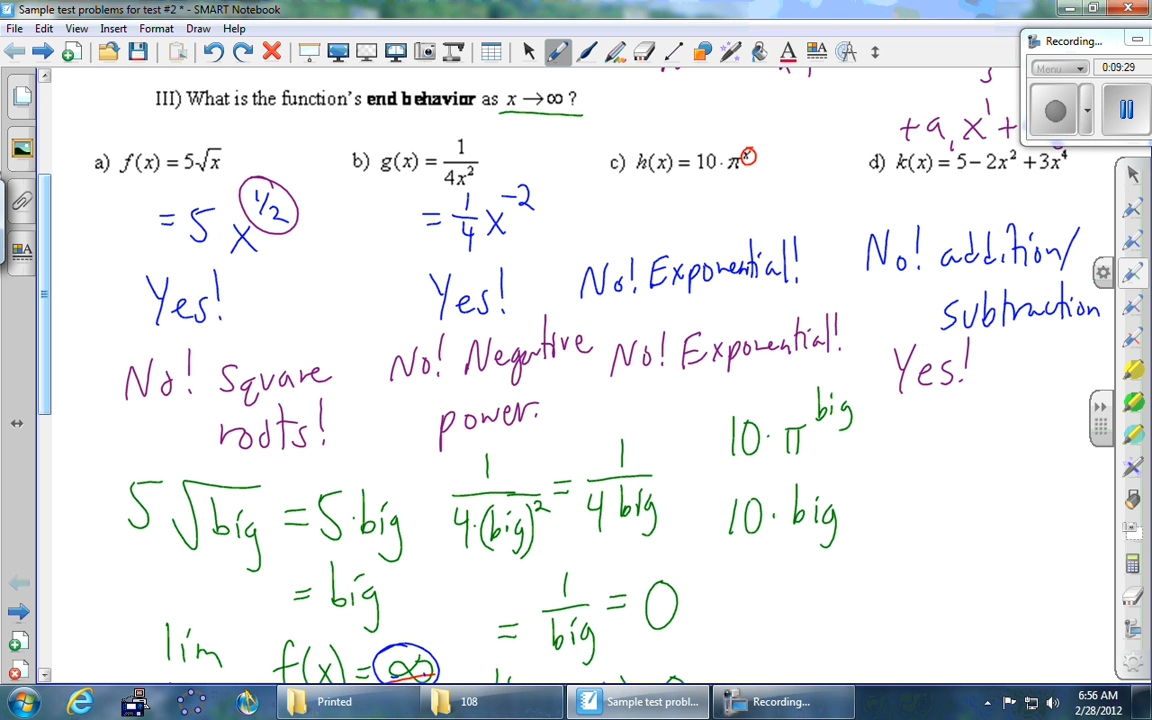 Sample test problems for test #2 * - SMART Notebook
File Edit View Insert Format Draw Help
Recording...
Menu
0:09:29
+a₁x¹+
III) What is the function's end behavior as x→∞ ?
a) f(x) = 5√x
b) g(x) = 1/(4x²)
c) h(x) = 10 · π^x
d) k(x) = 5 − 2x² + 3x⁴
= 5 x^(1/2)
= 1/4 x^−2
Yes!
Yes!
No! Exponential!
No! addition/
subtraction
No! Square
roots!
No! Negative
power.
No! Exponential!
Yes!
5 √big = 5·big
= big
1/(4·(big)²) = 1/(4 big)
= 1/big = 0
10 · π^big
10 · big
lim f(x) = ∞
Printed
108
Sample test probl...
Recording...
6:56 AM
2/28/2012